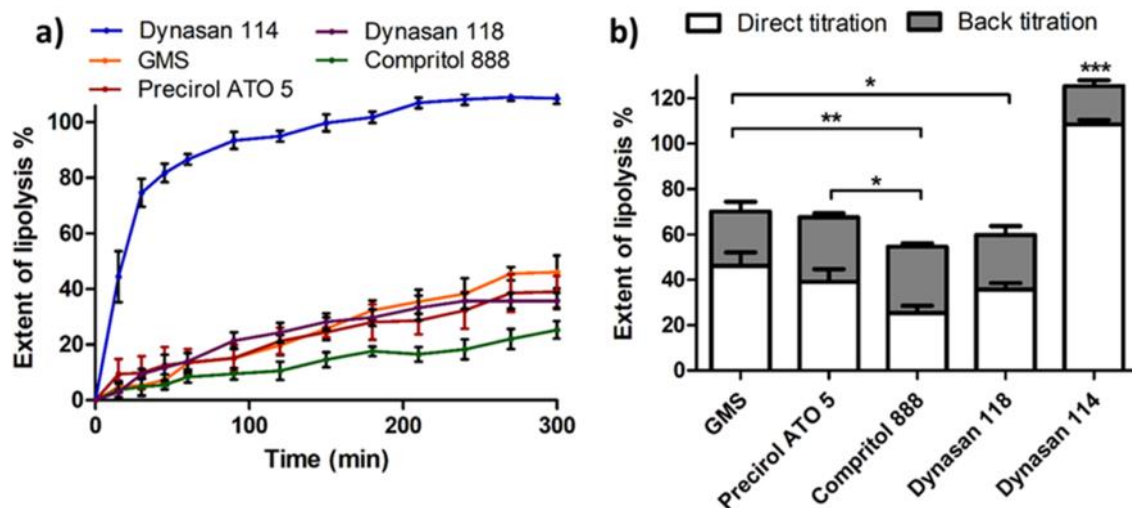 a)
Dynasan 114
Dynasan 118
GMS
Compritol 888
Precirol ATO 5
Extent of lipolysis %
100
80
60
40
20
0
0
100
200
300
Time (min)
b)
Direct titration
Back titration
Extent of lipolysis %
120
100
80
60
40
20
0
*
**
*
***
GMS
Precirol ATO 5
Compritol 888
Dynasan 118
Dynasan 114